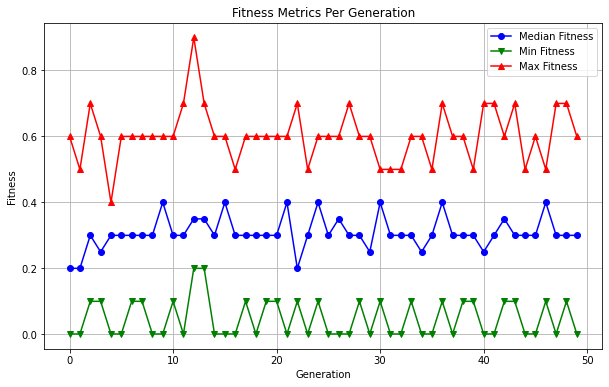 Fitness Metrics Per Generation
Median Fitness
Min Fitness
Max Fitness
0.8
0.6
0.4
0.2
0.0
Fitness
0 10 20 30 40 50
Generation